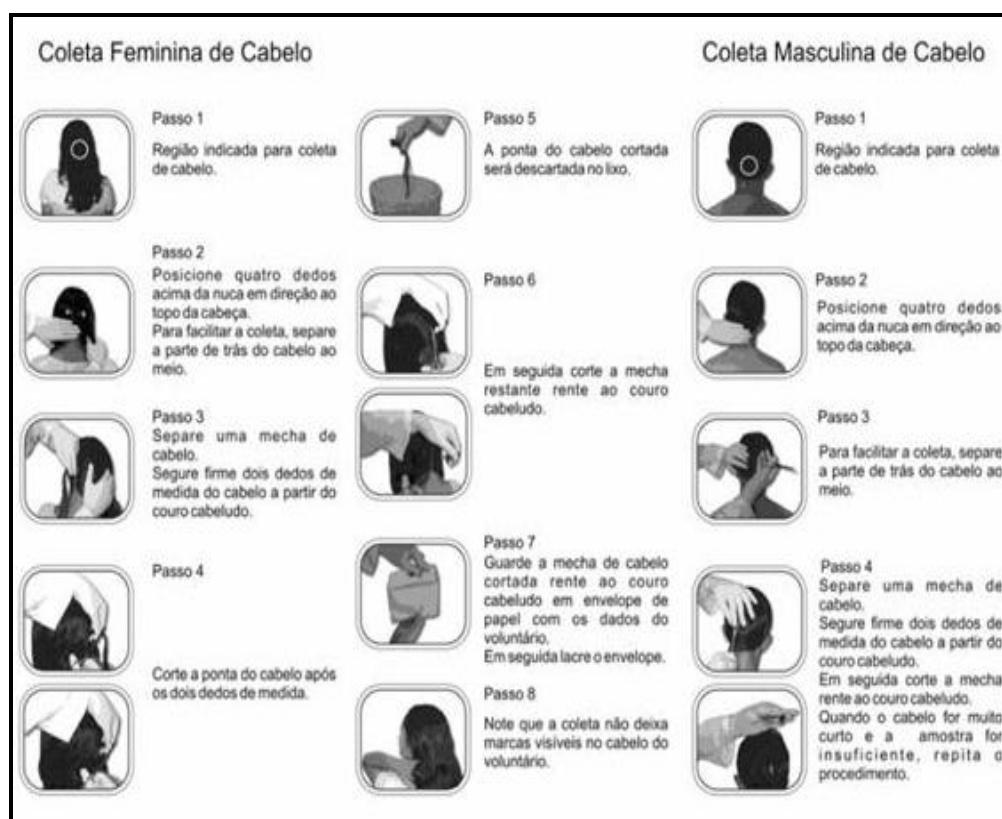 Coleta Feminina de Cabelo
Passo 1
Região indicada para coleta
de cabelo.
Passo 2
Posicione quatro dedos
acima da nuca em direção ao
topo da cabeça.
Para facilitar a coleta, separe
a parte de trás do cabelo ao
meio.
Passo 3
Separe uma mecha de
cabelo.
Segure firme dois dedos de
medida do cabelo a partir do
couro cabeludo.
Passo 4
Corte a ponta do cabelo após
os dois dedos de medida.
Passo 5
A ponta do cabelo cortada
será descartada no lixo.
Passo 6
Em seguida corte a mecha
restante rente ao couro
cabeludo.
Passo 7
Guarde a mecha de cabelo
cortada rente ao couro
cabeludo em envelope de
papel com os dados do
voluntário.
Em seguida lacre o envelope.
Passo 8
Note que a coleta não deixa
marcas visíveis no cabelo do
voluntário.
Coleta Masculina de Cabelo
Passo 1
Região indicada para coleta
de cabelo.
Passo 2
Posicione quatro dedos
acima da nuca em direção ao
topo da cabeça.
Passo 3
Para facilitar a coleta, separe
a parte de trás do cabelo ao
meio.
Passo 4
Separe uma mecha de
cabelo.
Segure firme dois dedos de
medida do cabelo a partir do
couro cabeludo.
Em seguida corte a mecha
rente ao couro cabeludo.
Quando o cabelo for muito
curto e a amostra for
insuficiente, repita o
procedimento.